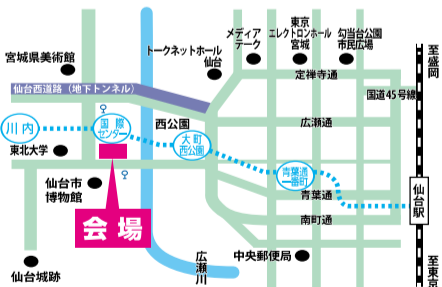 メディア
テーク
東京
エレクトロンホール
宮城
勾当台公園
市民広場
至盛岡
トークネットホール
仙台
宮城県美術館
定禅寺通
国道45号線
仙台西道路（地下トンネル）
川内
国際
センター
西公園
広瀬通
大町
西公園
東北大学
青葉通
一番町
仙台市
博物館
青葉通
仙台駅
会場
南町通
広瀬川
中央郵便局
仙台城跡
至東京